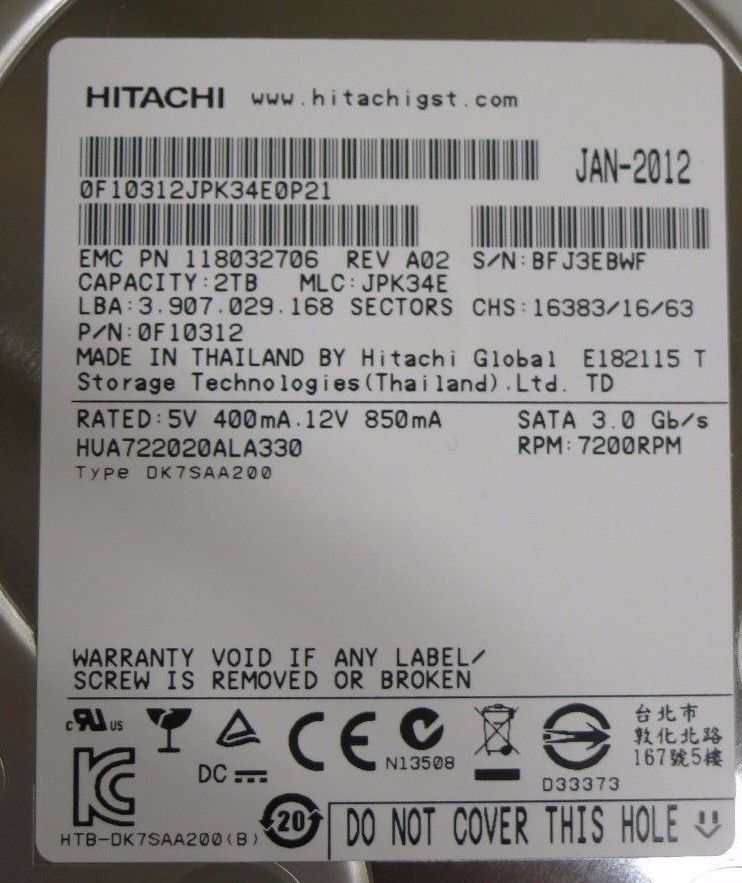 HITACHI www.hitachigst.com
JAN-2012
0F10312JPK34E0P21
EMC PN 118032706 REV A02 S/N:BFJ3EBWF
CAPACITY:2TB MLC:JPK34E
LBA:3.907.029.168 SECTORS CHS:16383/16/63
P/N:0F10312
MADE IN THAILAND BY Hitachi Global E182115 T
Storage Technologies(Thailand).Ltd. TD
RATED:5V 400mA.12V 850mA SATA 3.0 Gb/s
HUA722020ALA330 RPM:7200RPM
Type DK7SAA200
WARRANTY VOID IF ANY LABEL/
SCREW IS REMOVED OR BROKEN
c RU US
台北市
敦化北路
167號5樓
N13508
DC
D33373
HTB-DK7SAA200(B)
20
DO NOT COVER THIS HOLE